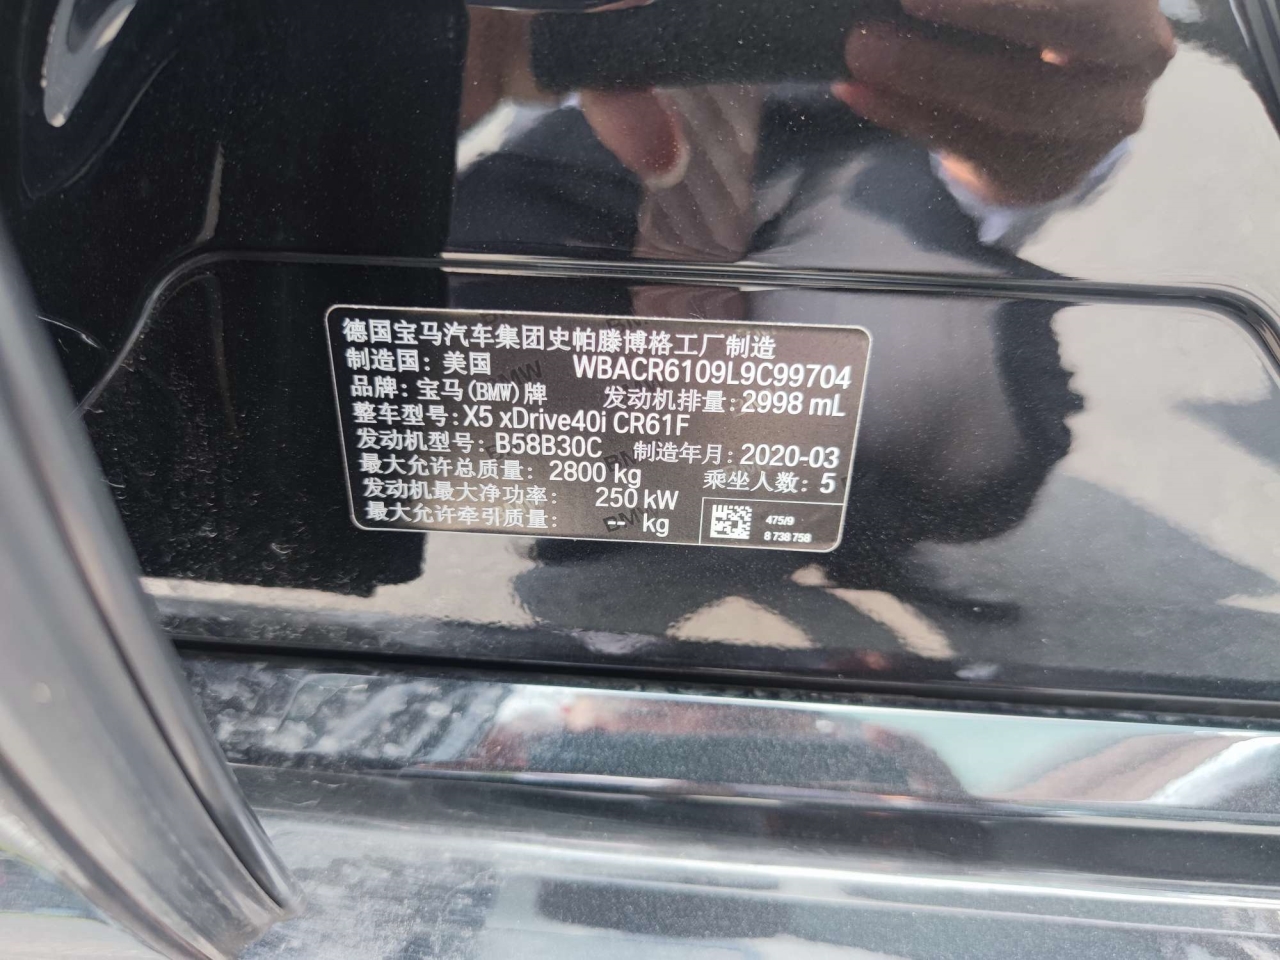 德国宝马汽车集团史帕滕博格工厂制造
制造国: 美国 WBACR6109L9C99704
品牌: 宝马(BMW)牌 发动机排量: 2998 mL
整车型号: X5 xDrive40i CR61F
发动机型号: B58B30C 制造年月: 2020-03
最大允许总质量: 2800 kg 乘坐人数: 5
发动机最大净功率: 250 kW
最大允许牵引质量: - kg
475/9
8 738 758